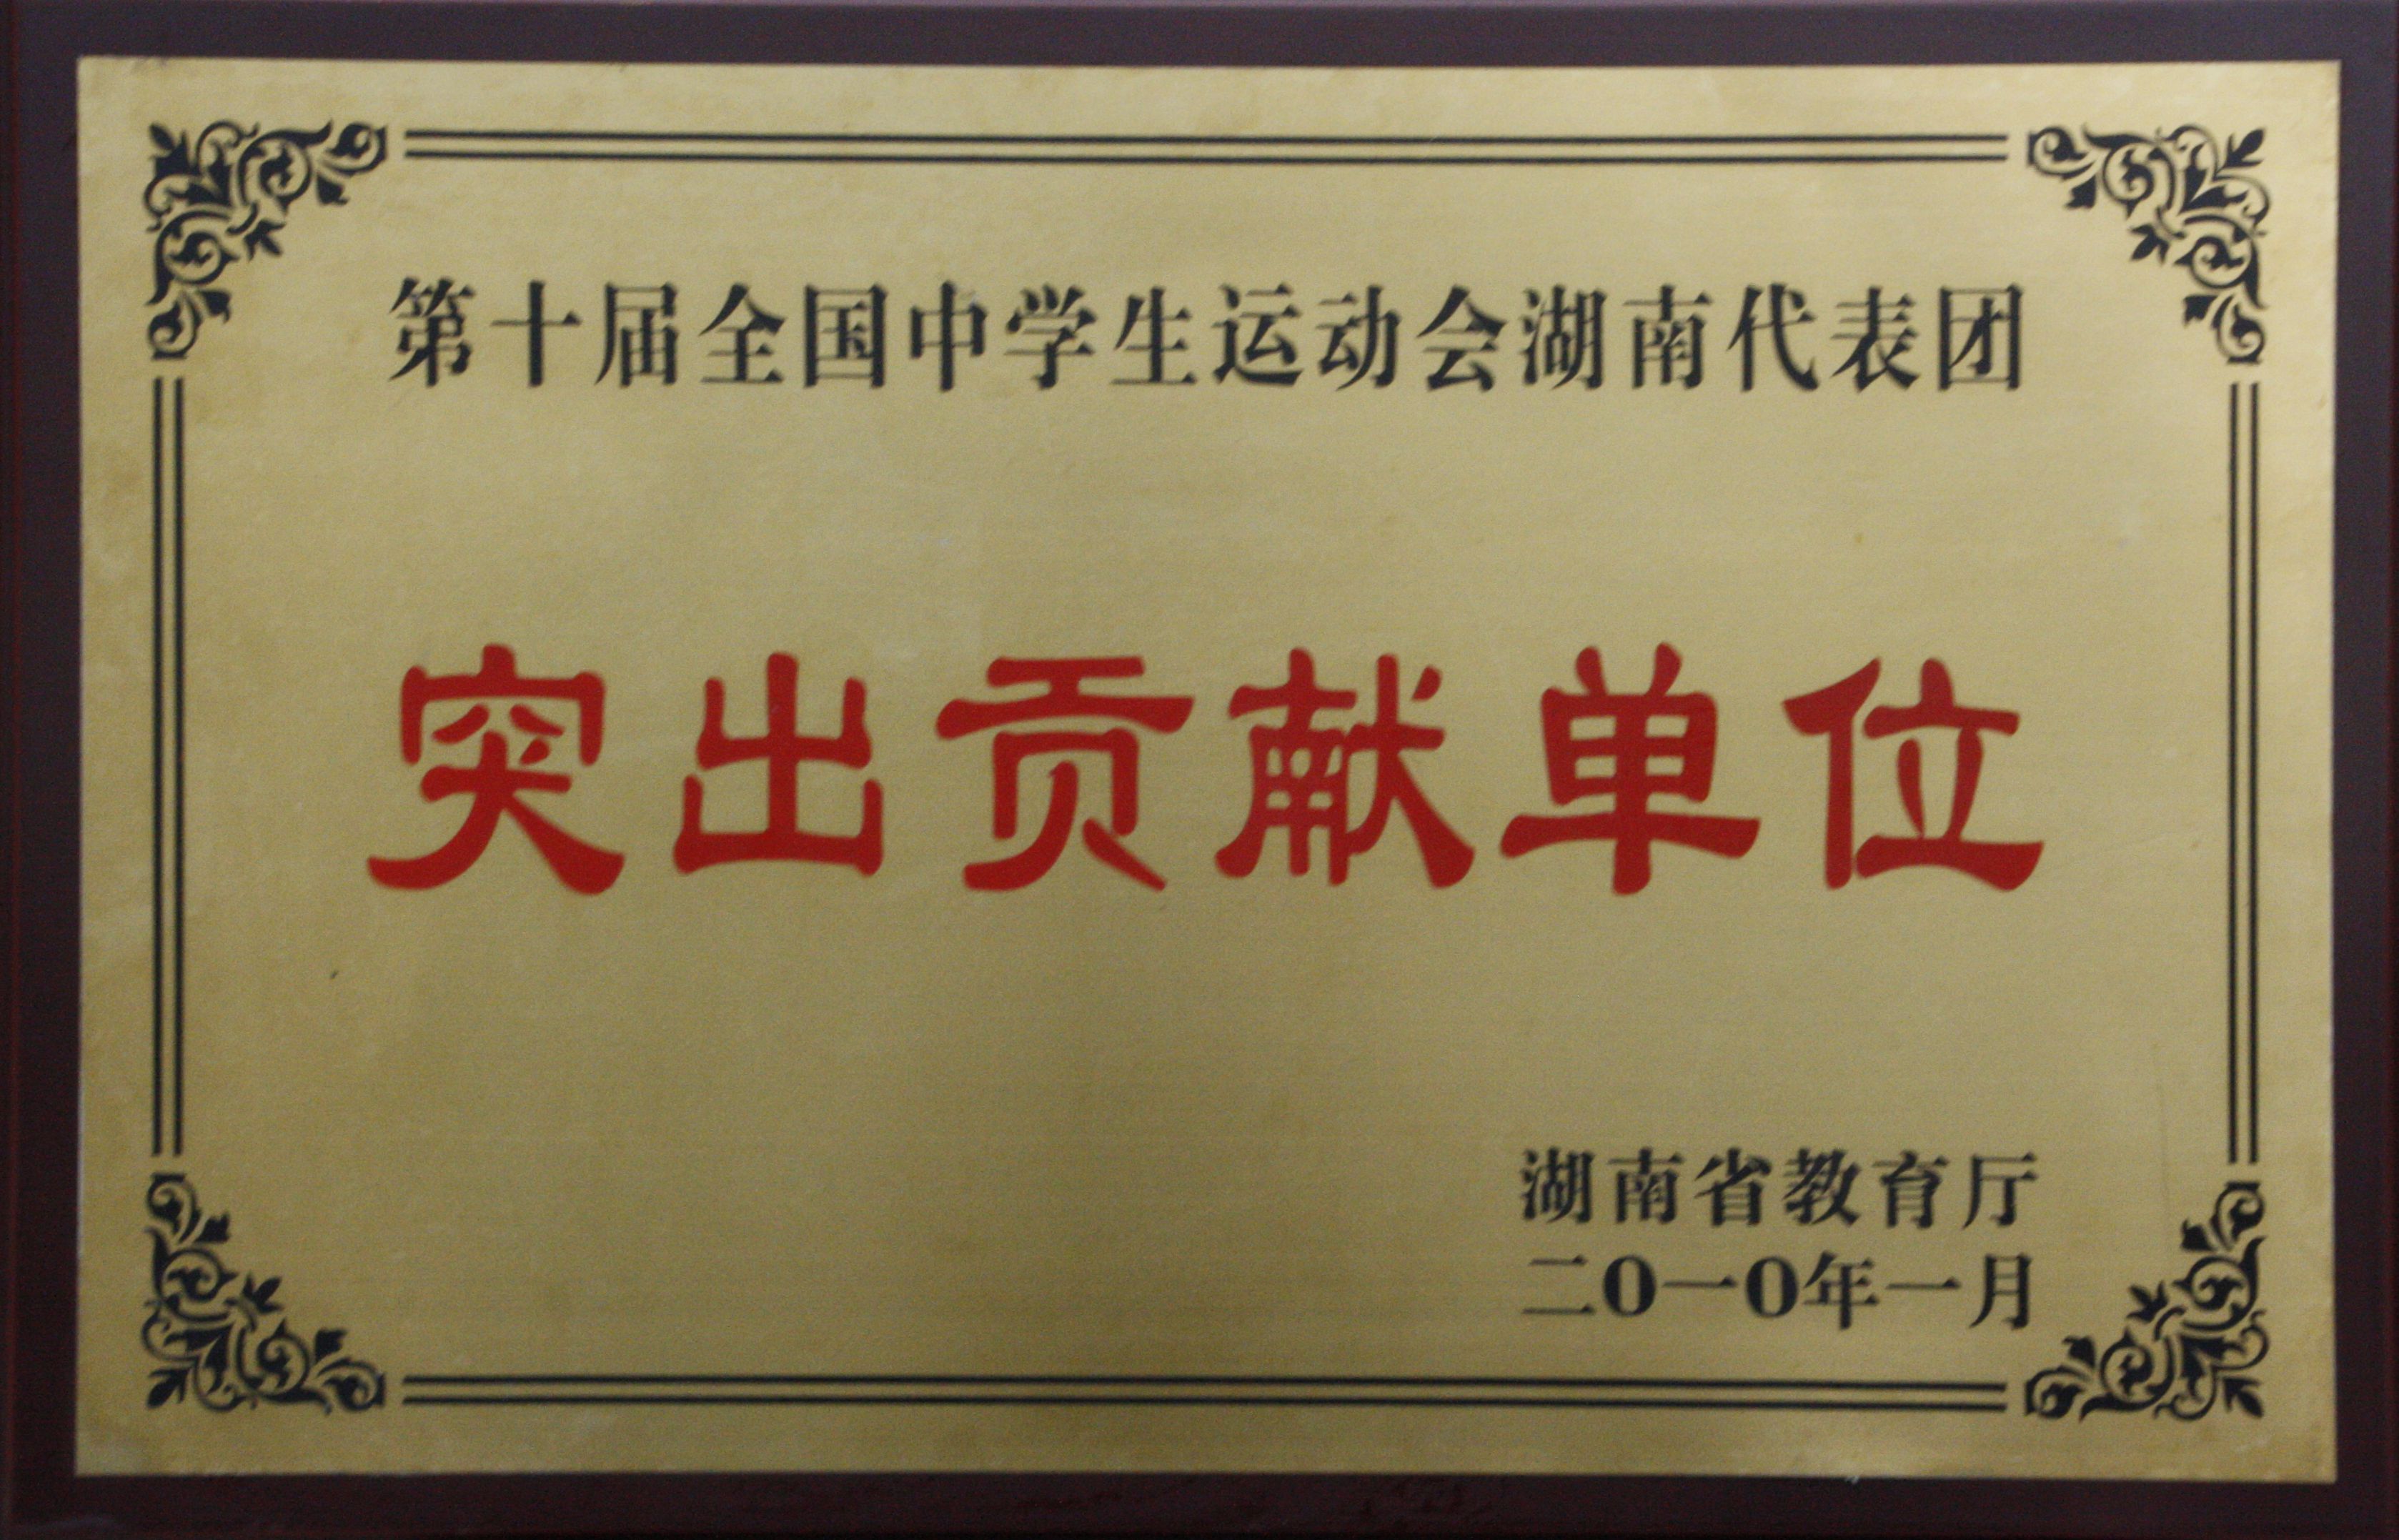 第十届全国中学生运动会湖南代表团
突出贡献单位
湖南省教育厅
二0一0年一月